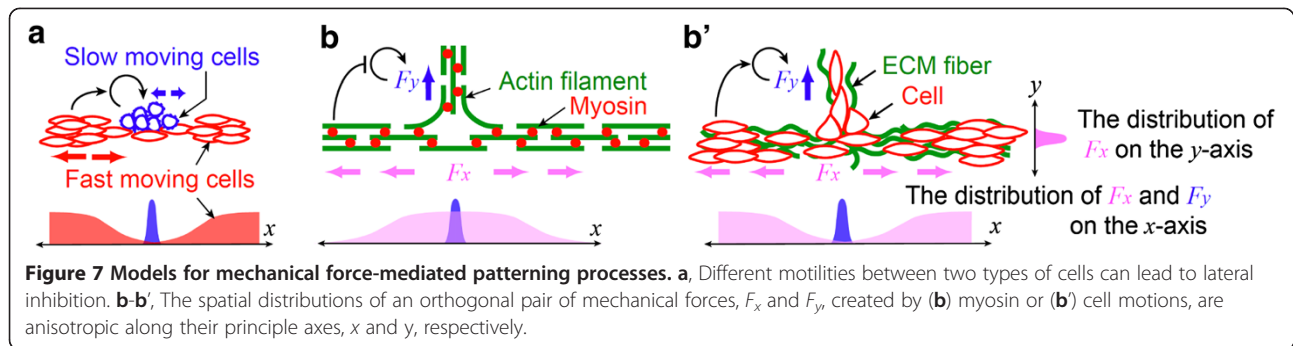 a
Slow moving cells
Fast moving cells
x
b
Fy
Actin filament
Myosin
Fx
x
b'
Fy
ECM fiber
Cell
y
Fx
The distribution of
Fx on the y-axis
The distribution of Fx and Fy
on the x-axis
x
Figure 7 Models for mechanical force-mediated patterning processes. a, Different motilities between two types of cells can lead to lateral
inhibition. b-b′, The spatial distributions of an orthogonal pair of mechanical forces, Fx and Fy, created by (b) myosin or (b′) cell motions, are
anisotropic along their principle axes, x and y, respectively.